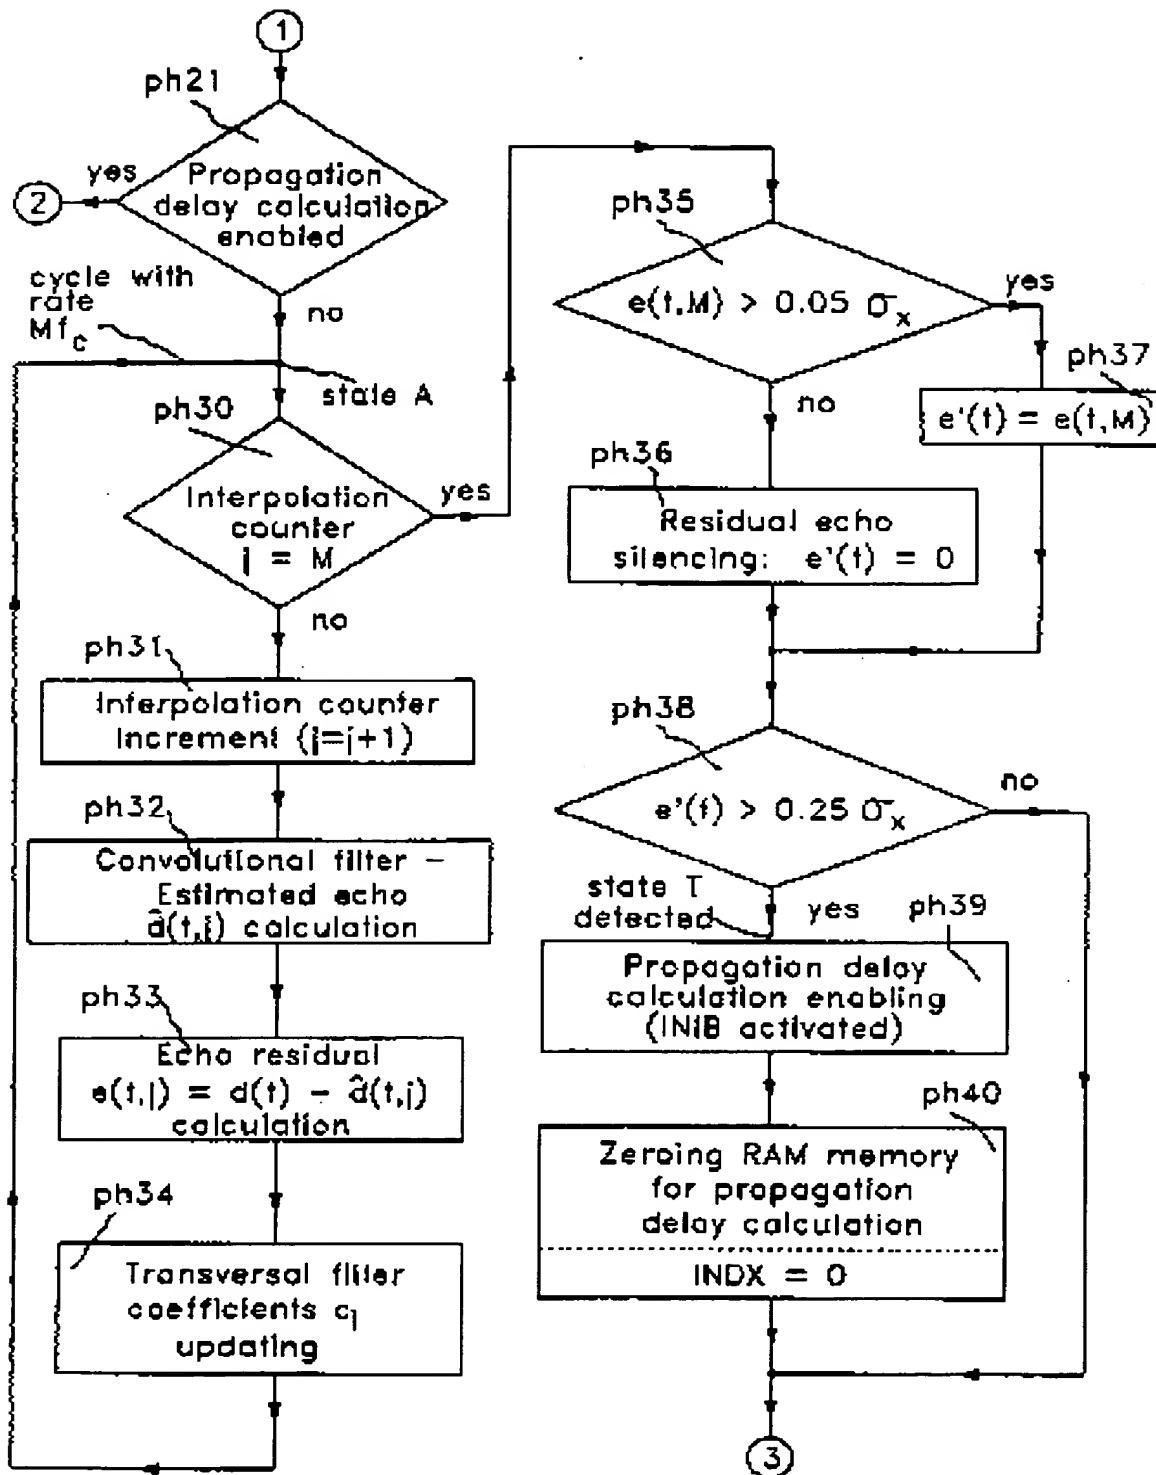 1
ph21
yes
2
Propagation
delay calculation
enabled
cycle with
rate
Mf_c
no
state A
ph30
Interpolation
counter
j = M
yes
no
ph31
Interpolation counter
Increment (j=j+1)
ph32
Convolutional filter –
Estimated echo
d̂(t,j) calculation
ph33
Echo residual
e(t,j) = d(t) – d̂(t,j)
calculation
ph34
Transversal filter
coefficients c_j
updating
ph35
e(t,M) > 0.05 σ_x
yes
no
ph37
e'(t) = e(t,M)
ph36
Residual echo
silencing: e'(t) = 0
ph38
e'(t) > 0.25 σ_x
no
state T
detected
yes
ph39
Propagation delay
calculation enabling
(INIB activated)
ph40
Zeroing RAM memory
for propagation
delay calculation
INDX = 0
3